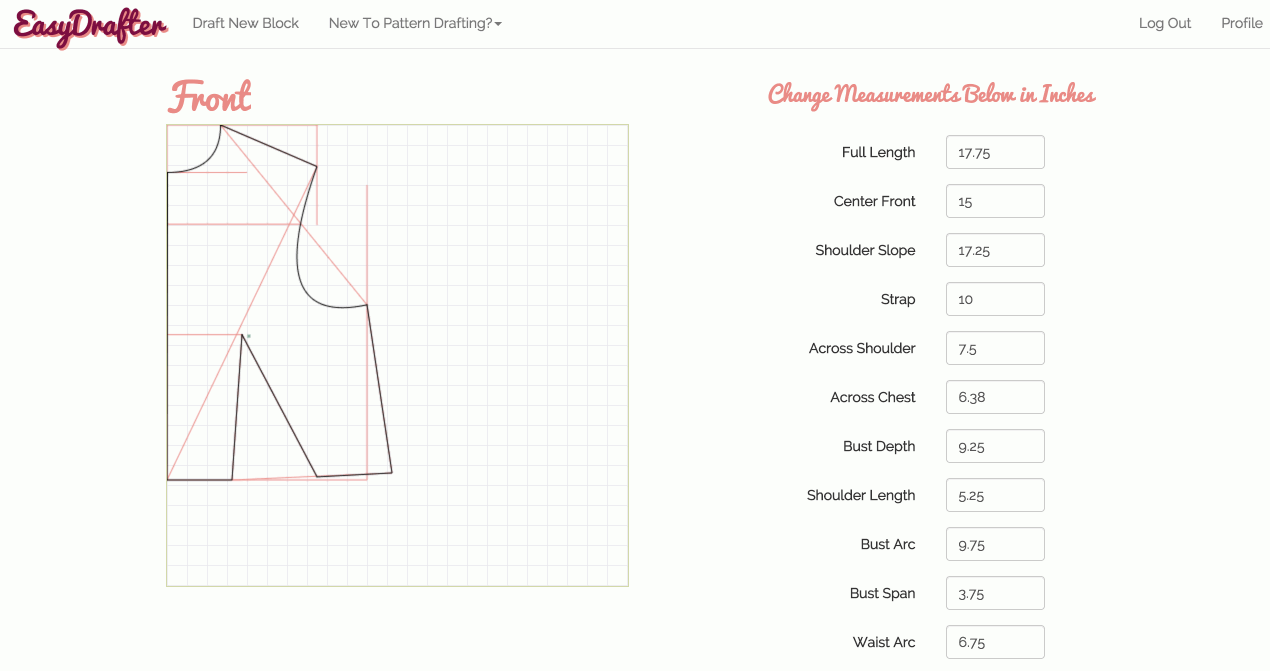 EasyDrafter Draft New Block New To Pattern Drafting? Log Out Profile
Front
Change Measurements Below in Inches
Full Length 17.75
Center Front 15
Shoulder Slope 17.25
Strap 10
Across Shoulder 7.5
Across Chest 6.38
Bust Depth 9.25
Shoulder Length 5.25
Bust Arc 9.75
Bust Span 3.75
Waist Arc 6.75